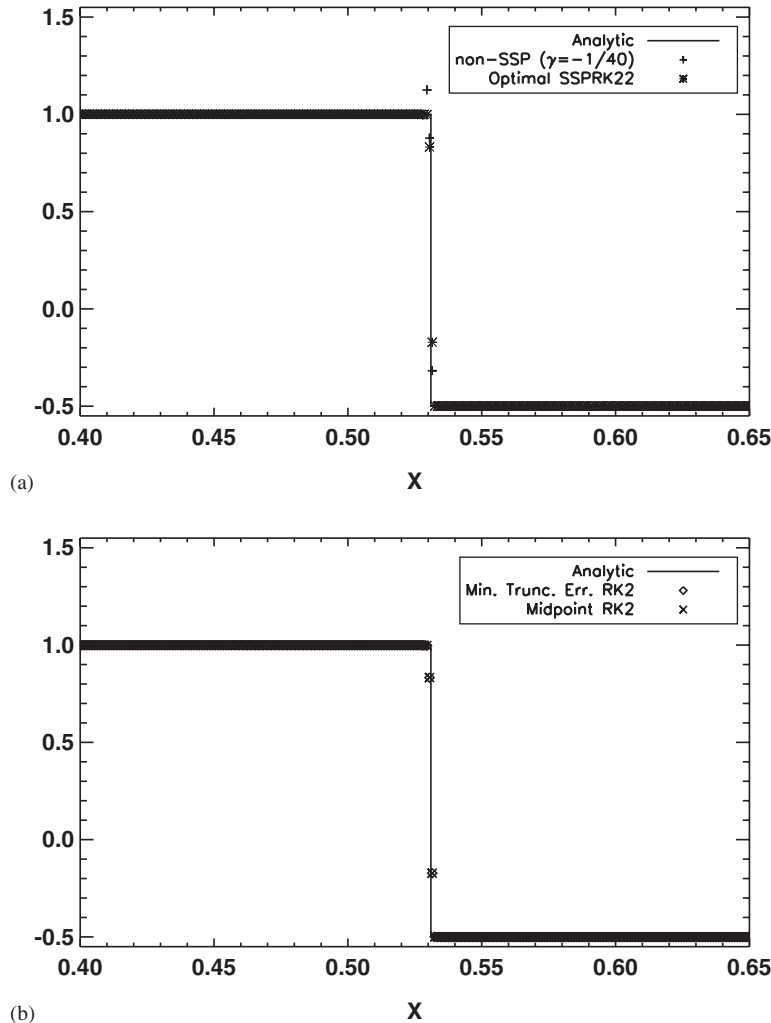 1.5
Analytic
non-SSP (γ=−1/40) +
Optimal SSPRK22 ∗
1.0
0.5
0.0
-0.5
0.40 0.45 0.50 0.55 0.60 0.65
(a)
X
1.5
Analytic
Min. Trunc. Err. RK2 ◇
Midpoint RK2 ×
1.0
0.5
0.0
-0.5
0.40 0.45 0.50 0.55 0.60 0.65
(b)
X